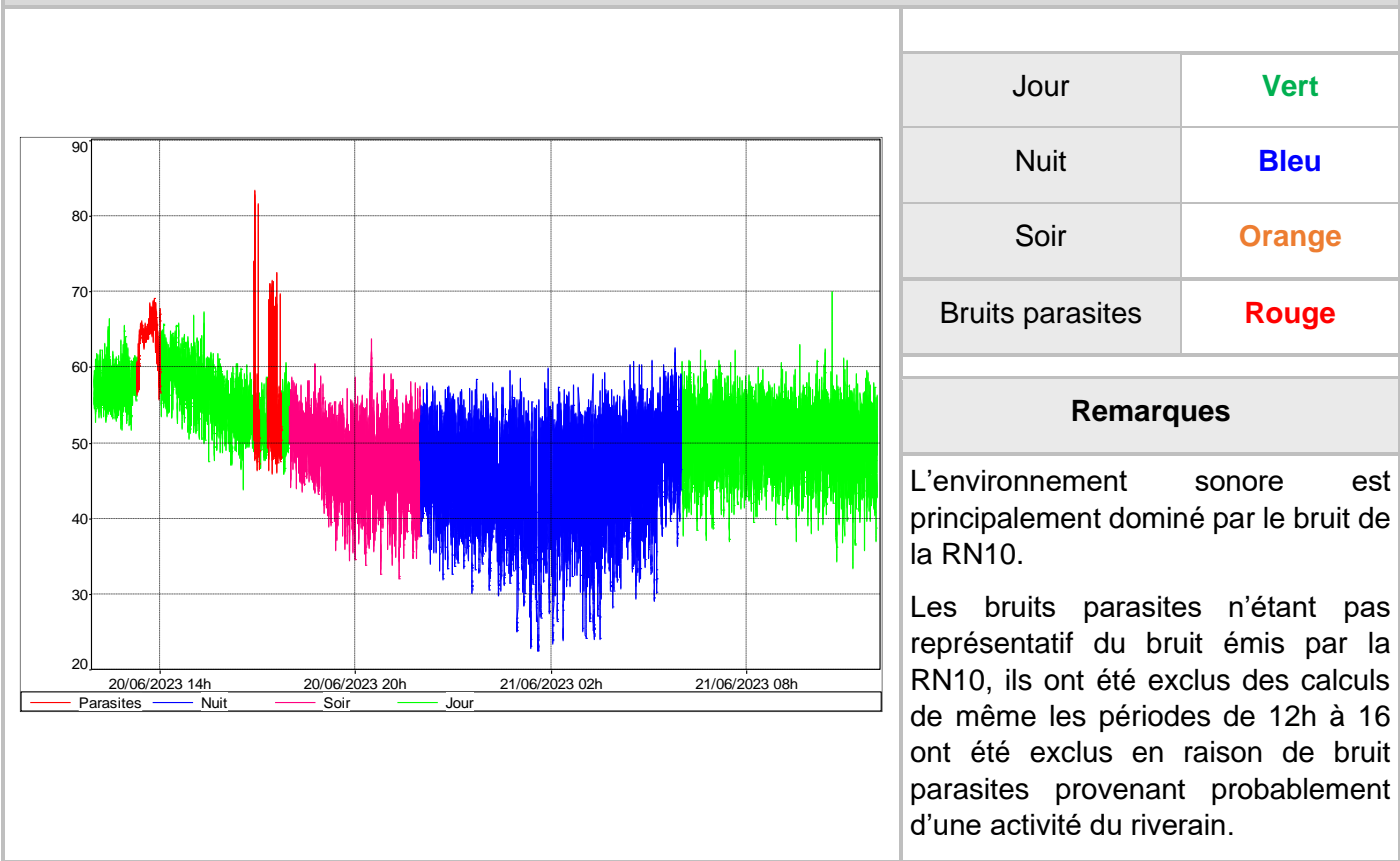 90
80
70
60
50
40
30
20
20/06/2023 14h 20/06/2023 20h 21/06/2023 02h 21/06/2023 08h
Parasites Nuit Soir Jour
Jour Vert
Nuit Bleu
Soir Orange
Bruits parasites Rouge
Remarques
L'environnement sonore est
principalement dominé par le bruit de
la RN10.
Les bruits parasites n'étant pas
représentatif du bruit émis par la
RN10, ils ont été exclus des calculs
de même les périodes de 12h à 16
ont été exclus en raison de bruit
parasites provenant probablement
d'une activité du riverain.